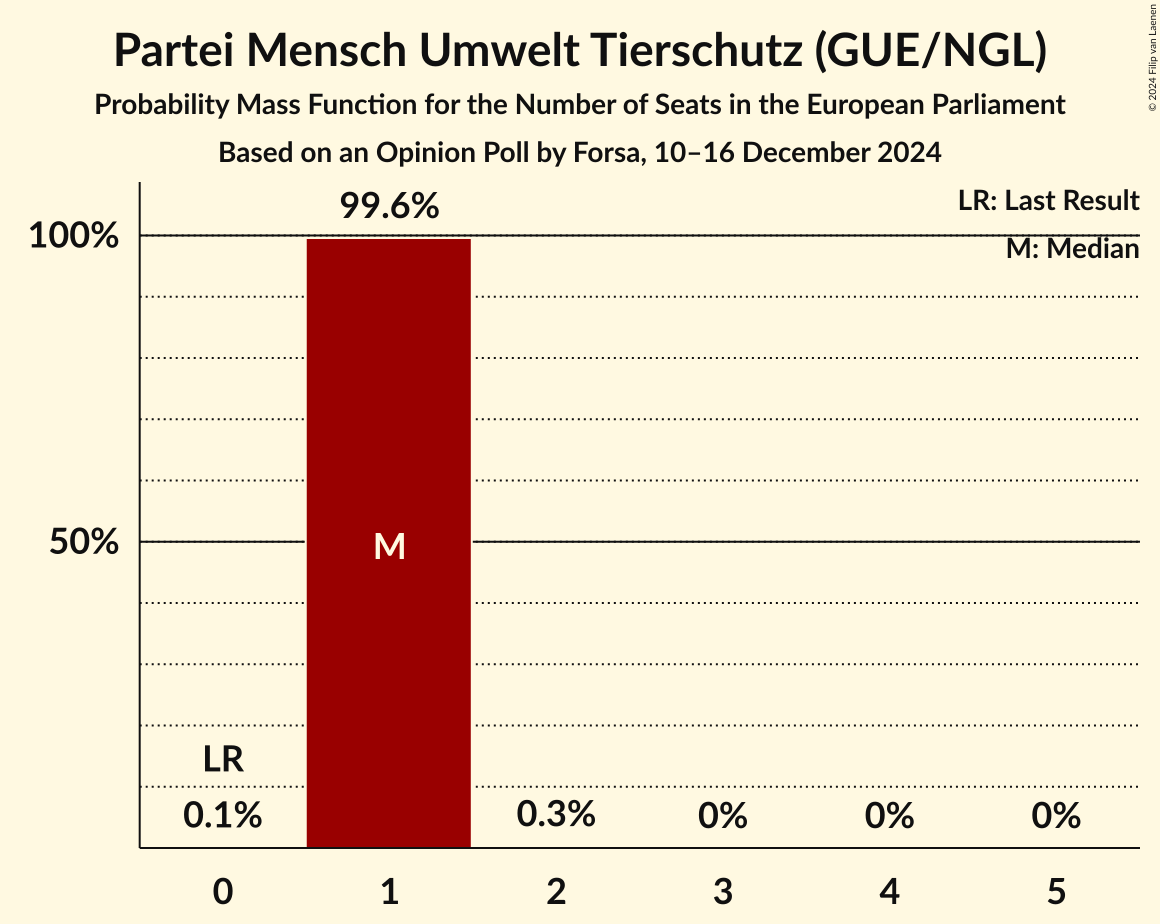 Partei Mensch Umwelt Tierschutz (GUE/NGL)
Probability Mass Function for the Number of Seats in the European Parliament
Based on an Opinion Poll by Forsa, 10–16 December 2024
© 2024 Filip van Laenen
LR: Last Result
M: Median
99.6%
100%
50%
M
LR
0.1%
0.3%
0%
0%
0%
0 1 2 3 4 5